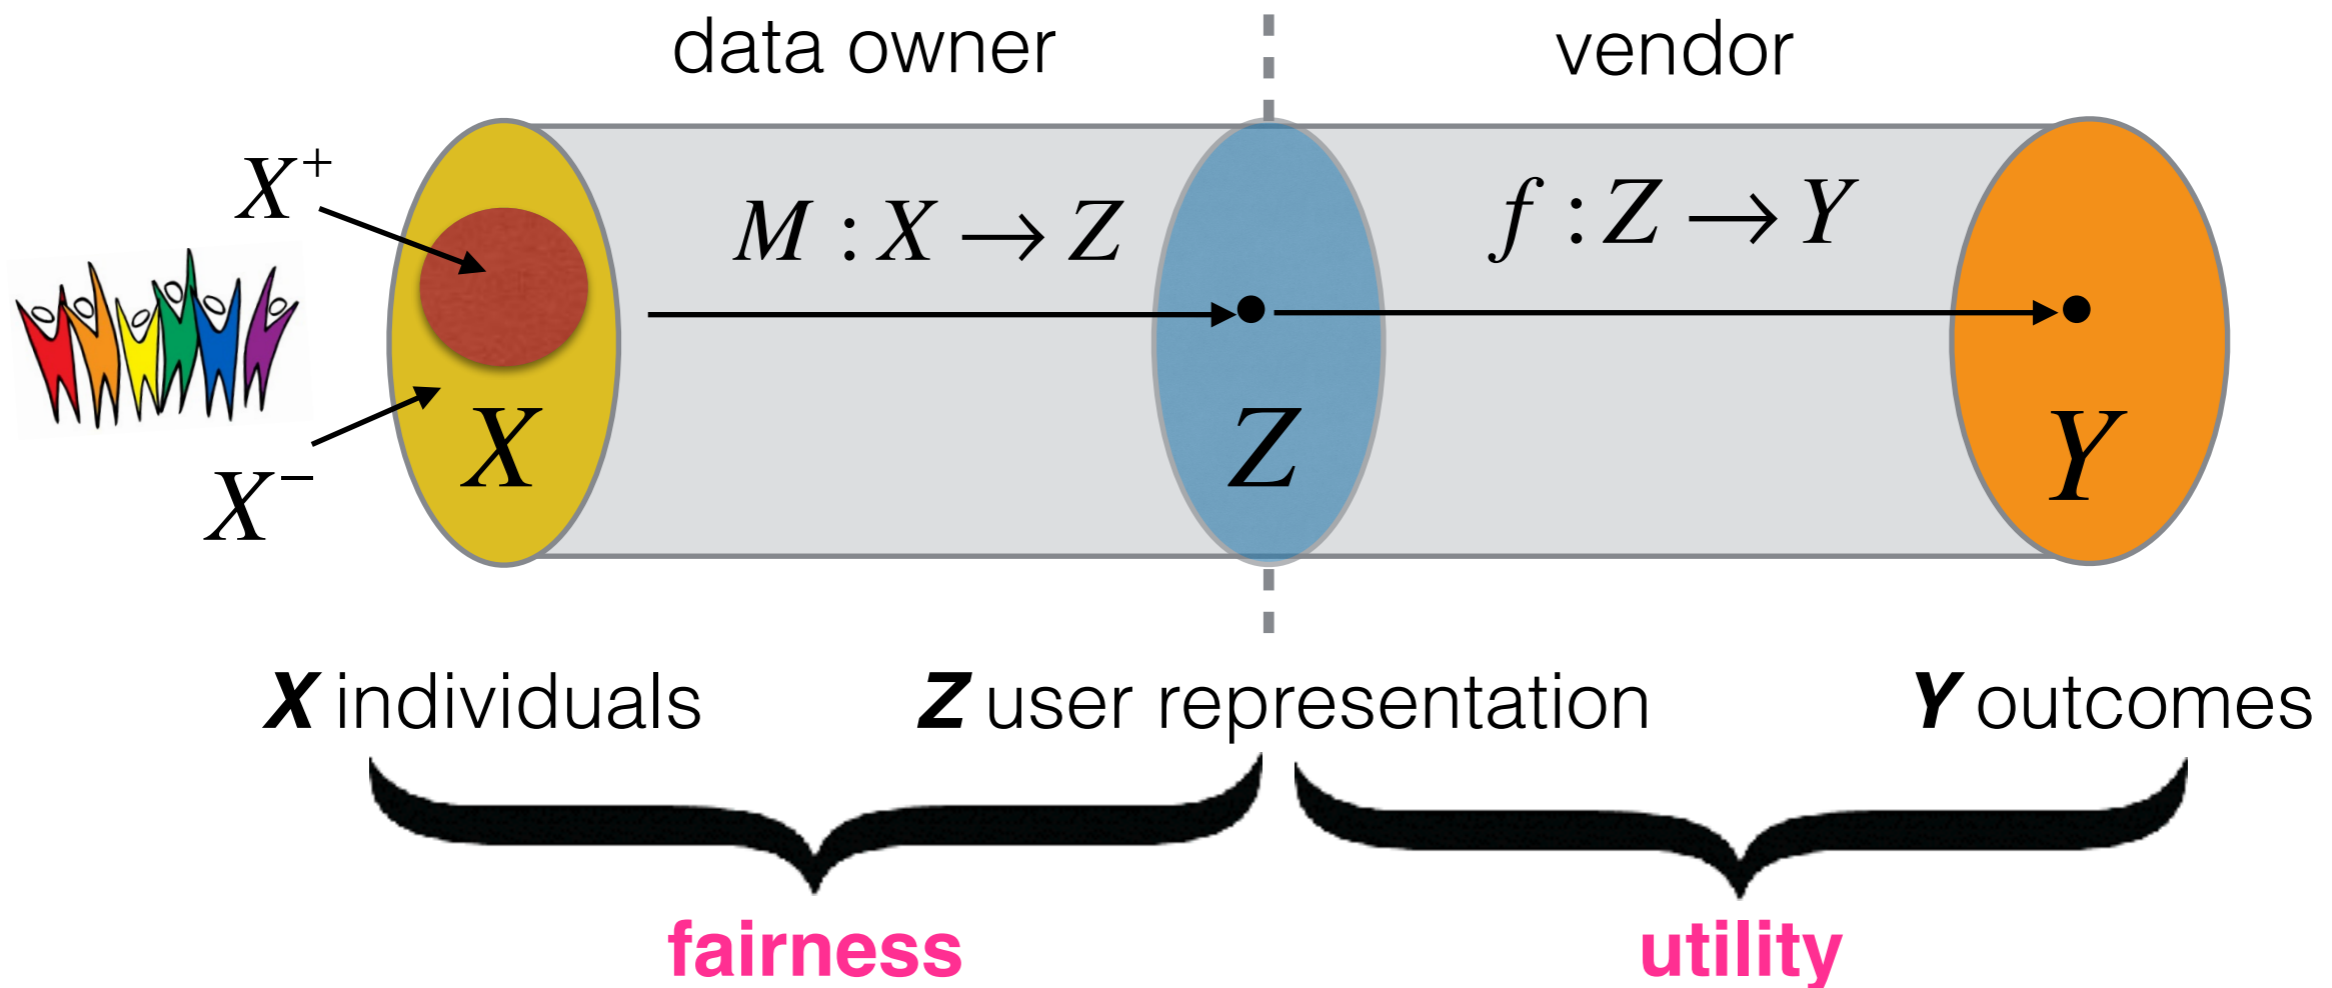 data owner
vendor
X⁺
M : X → Z
f : Z → Y
X
Z
Y
X⁻
X individuals
Z user representation
Y outcomes
fairness
utility